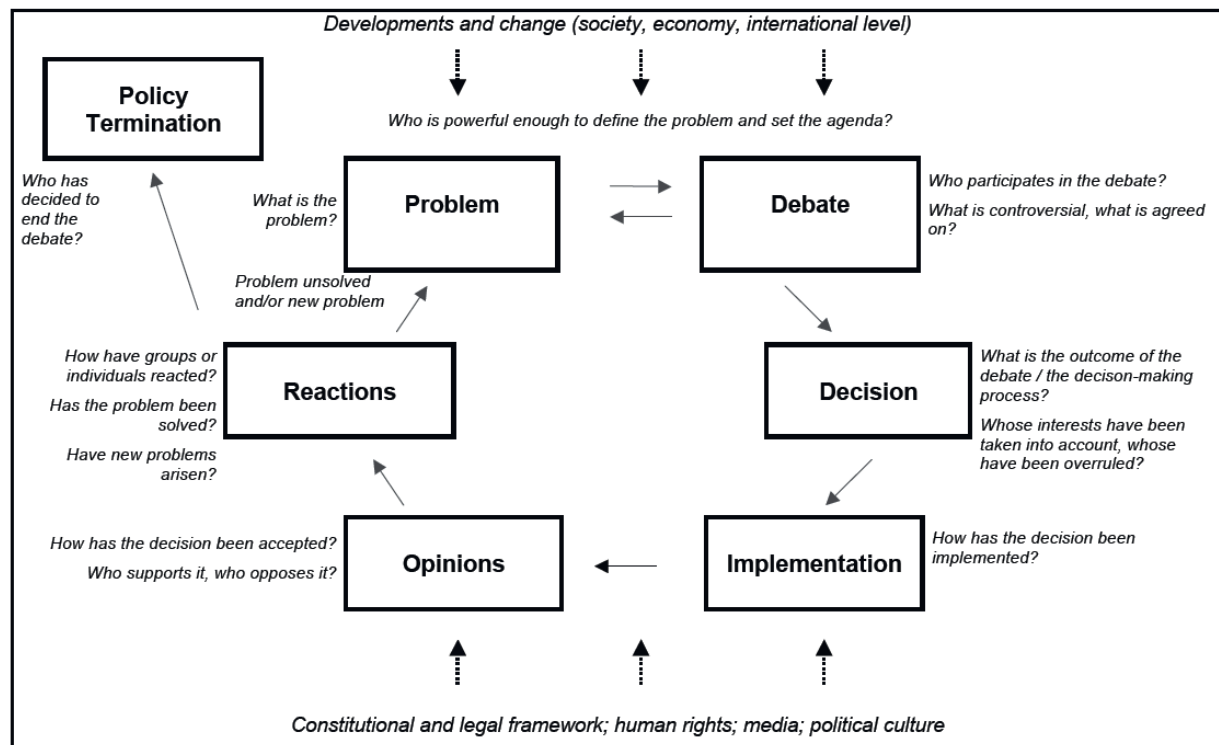 Developments and change (society, economy, international level)
Policy
Termination
Who is powerful enough to define the problem and set the agenda?
Who has
decided to
end the
debate?
What is the
problem?
Problem
Debate
Who participates in the debate?
What is controversial, what is agreed
on?
Problem unsolved
and/or new problem
How have groups or
individuals reacted?
Has the problem been
solved?
Have new problems
arisen?
Reactions
Decision
What is the outcome of the
debate / the decison-making
process?
Whose interests have been
taken into account, whose
have been overruled?
How has the decision been accepted?
Who supports it, who opposes it?
Opinions
Implementation
How has the decision been
implemented?
Constitutional and legal framework; human rights; media; political culture